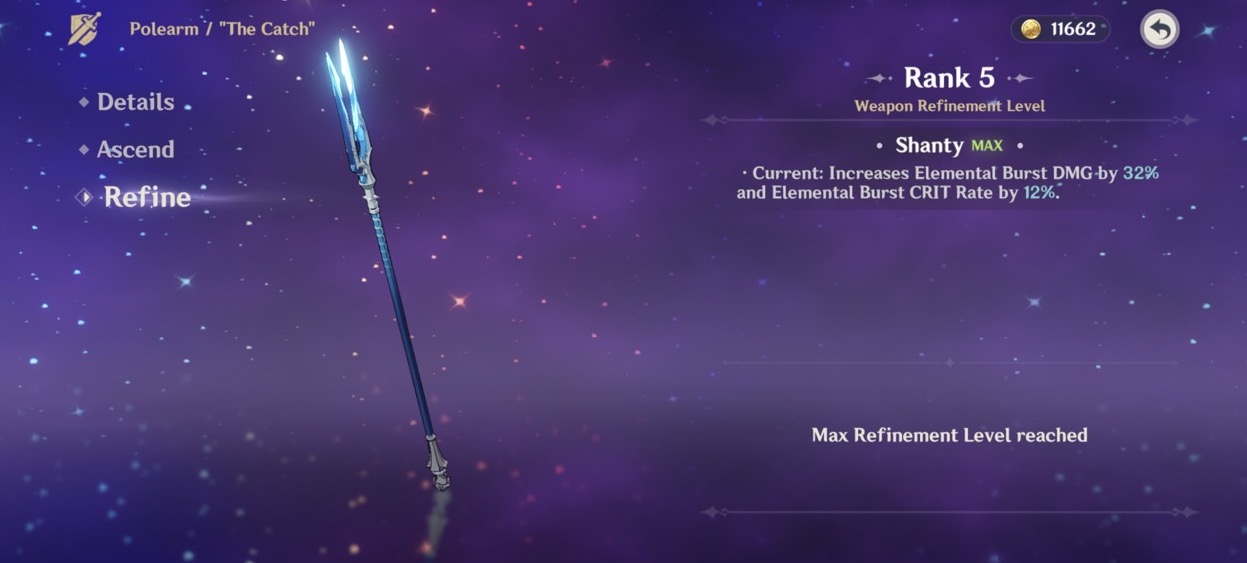 Polearm / "The Catch"
11662
Details
Ascend
Refine
Rank 5
Weapon Refinement Level
• Shanty MAX •
· Current: Increases Elemental Burst DMG by 32%
and Elemental Burst CRIT Rate by 12%.
Max Refinement Level reached